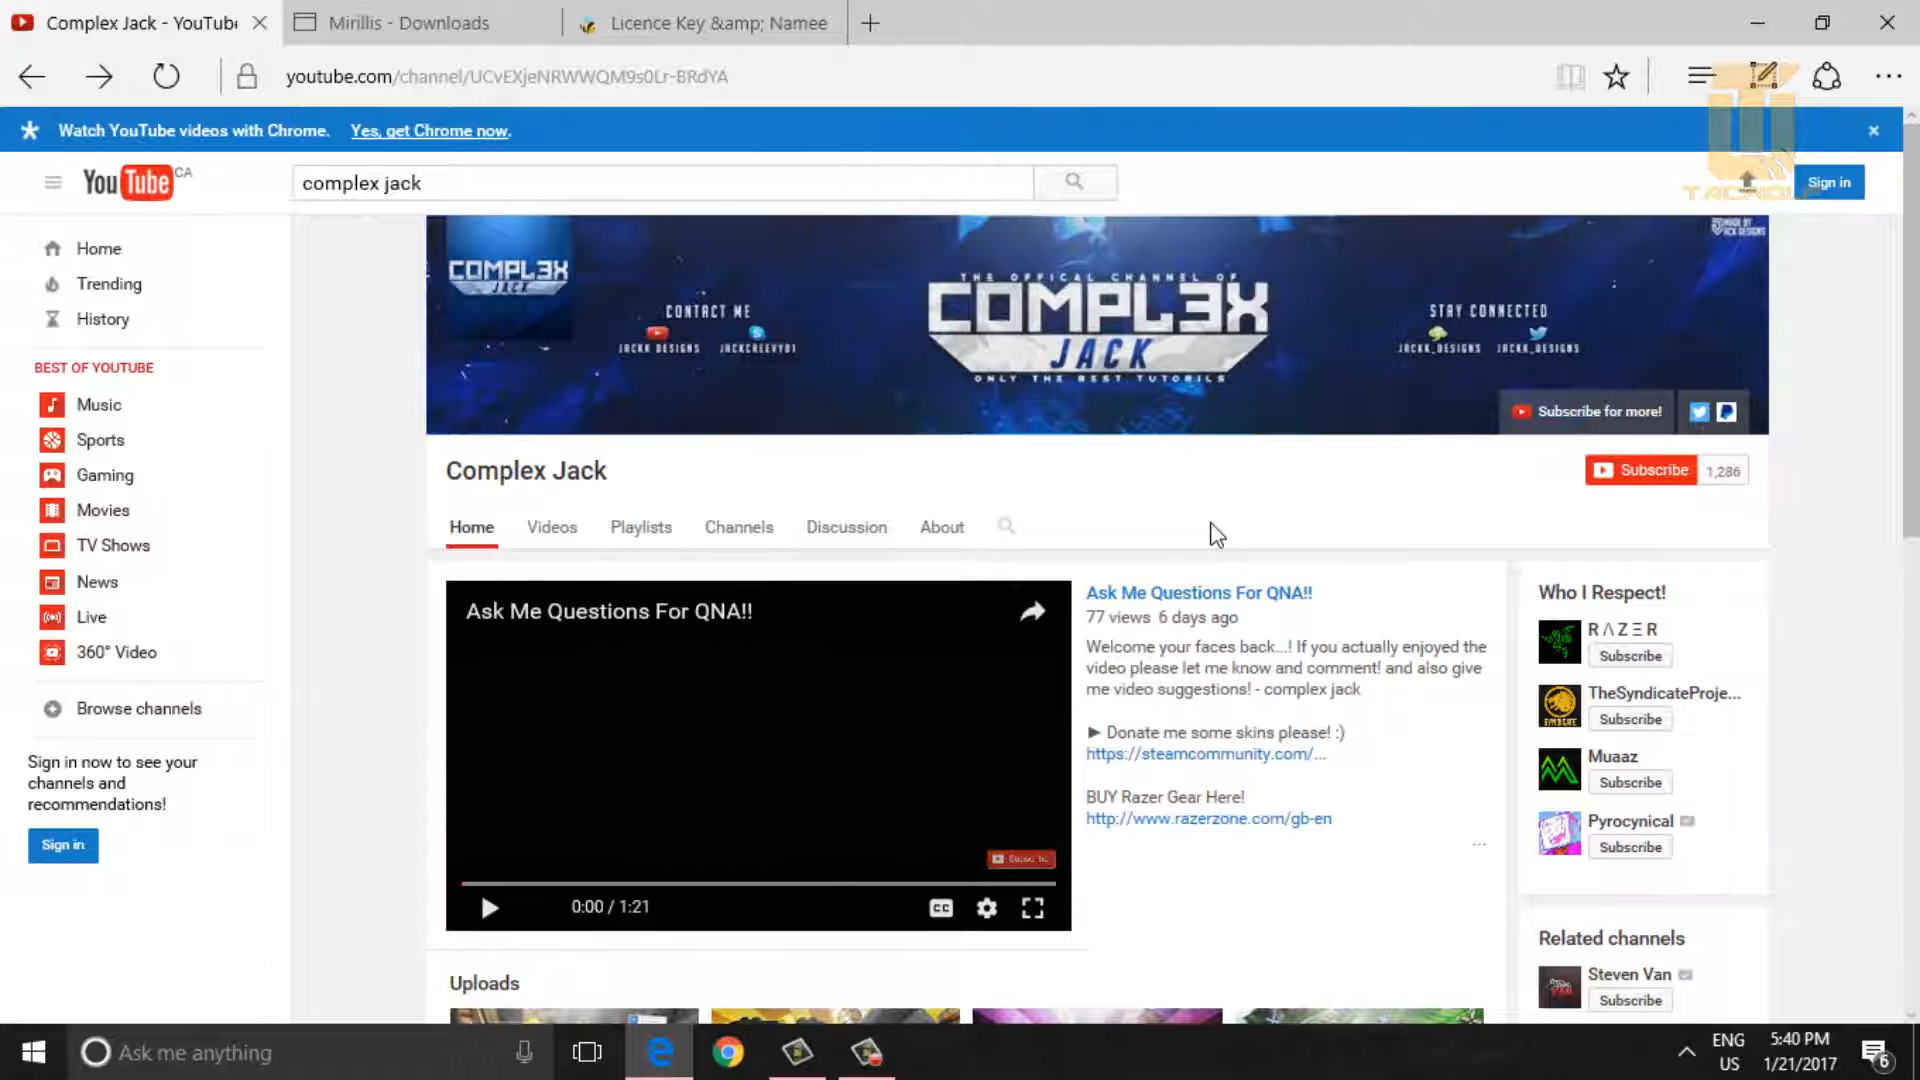 Complex Jack - YouTube
Mirillis - Downloads
Licence Key &amp; Namee
youtube.com/channel/UCvEXjeNRWWQM9s0Lr-BRdYA
Watch YouTube videos with Chrome. Yes, get Chrome now.
YouTube CA
complex jack
Sign in
Home
Trending
History
BEST OF YOUTUBE
Music
Sports
Gaming
Movies
TV Shows
News
Live
360° Video
Browse channels
Sign in now to see your
channels and
recommendations!
Sign in
COMPL3X
JACK
CONTACT ME
JACKK DESIGNS JACKCREEVY01
THE OFFICAL CHANNEL OF
COMPL3X
JACK
ONLY THE BEST TUTORILS
STAY CONNECTED
JACKK_DESIGNS JACKK_DESIGNS
Subscribe for more!
Complex Jack
Subscribe 1,286
Home Videos Playlists Channels Discussion About
Ask Me Questions For QNA!!
Subscribe
0:00 / 1:21
CC
Ask Me Questions For QNA!!
77 views 6 days ago
Welcome your faces back...! If you actually enjoyed the
video please let me know and comment! and also give
me video suggestions! - complex jack
► Donate me some skins please! :)
https://steamcommunity.com/...
BUY Razer Gear Here!
http://www.razerzone.com/gb-en
...
Who I Respect!
R Λ Z Ξ R
Subscribe
TheSyndicateProje...
Subscribe
Muaaz
Subscribe
Pyrocynical
Subscribe
Related channels
Steven Van
Subscribe
Uploads
Ask me anything
ENG
US
5:40 PM
1/21/2017
6